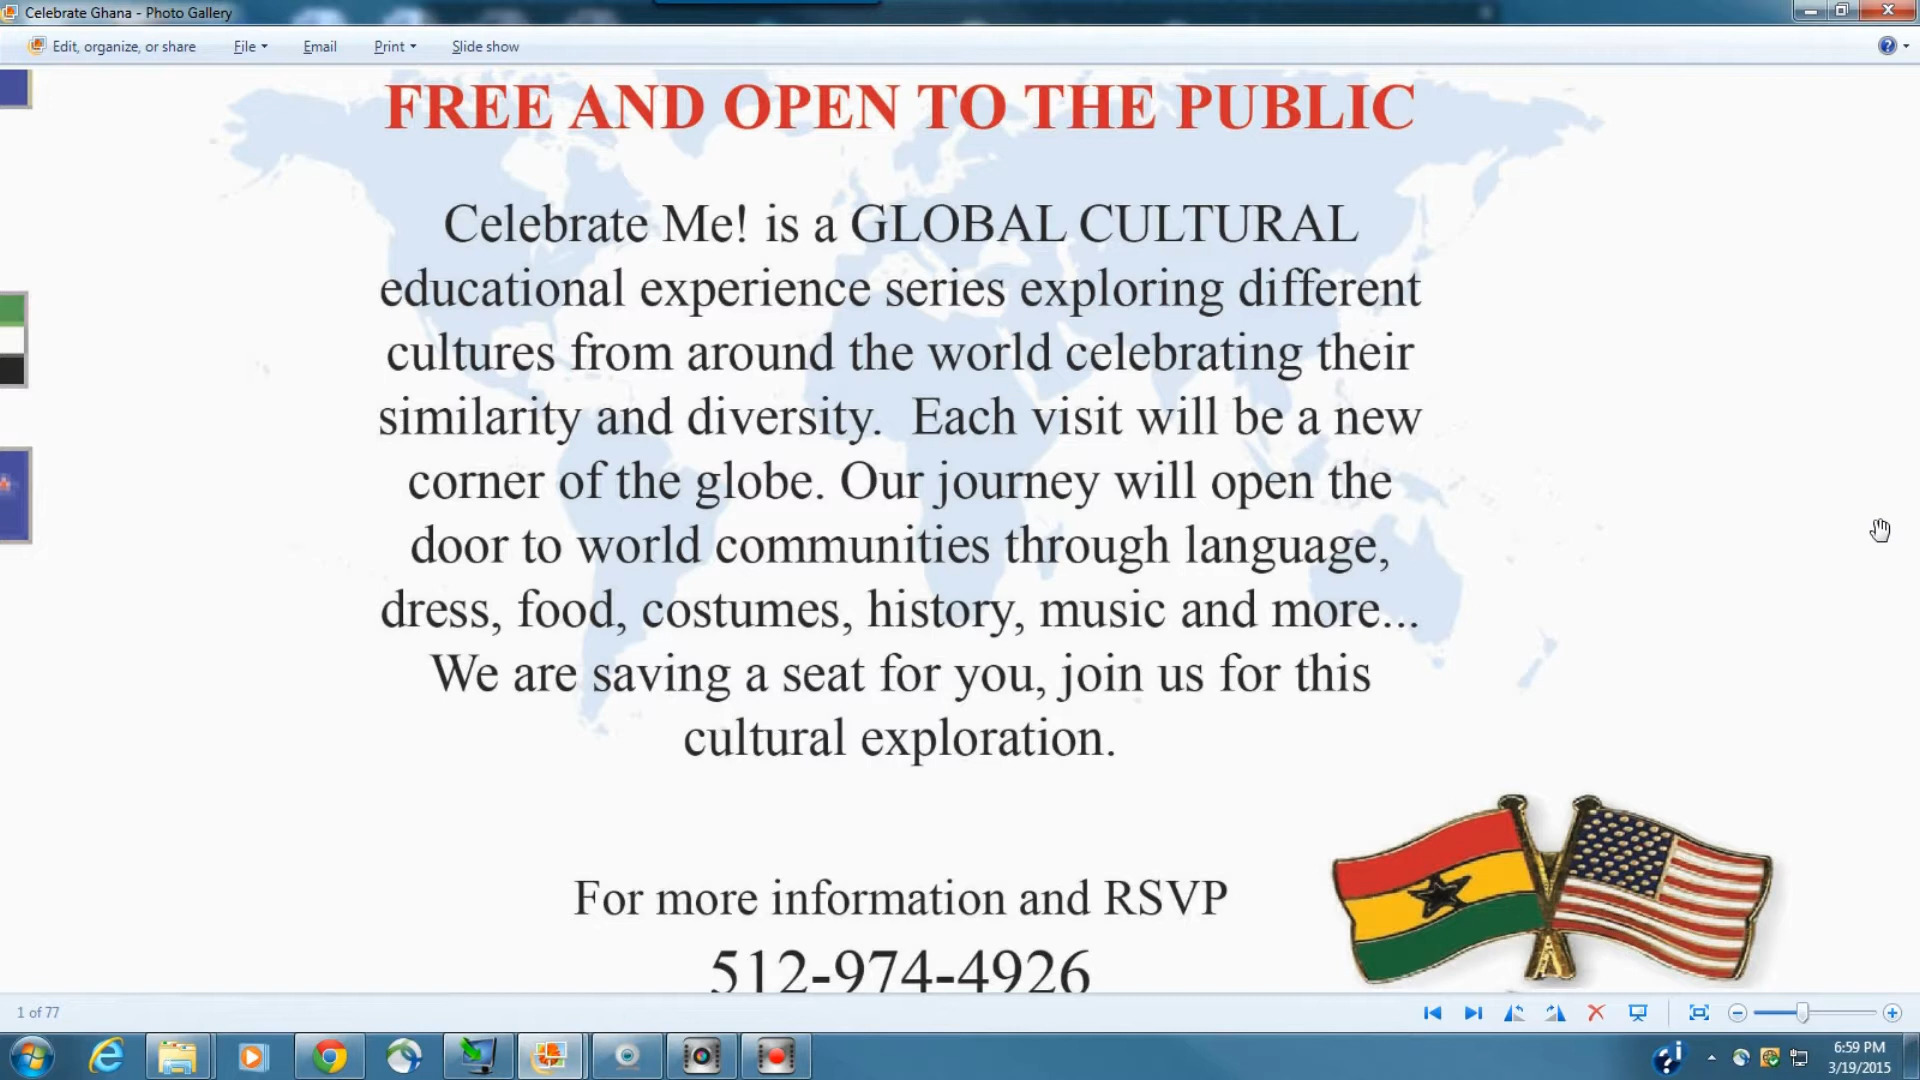 Celebrate Ghana - Photo Gallery
Edit, organize, or share File Email Print Slide show
FREE AND OPEN TO THE PUBLIC
Celebrate Me! is a GLOBAL CULTURAL
educational experience series exploring different
cultures from around the world celebrating their
similarity and diversity. Each visit will be a new
corner of the globe. Our journey will open the
door to world communities through language,
dress, food, costumes, history, music and more...
We are saving a seat for you, join us for this
cultural exploration.
For more information and RSVP
512-974-4926
1 of 77
6:59 PM
3/19/2015